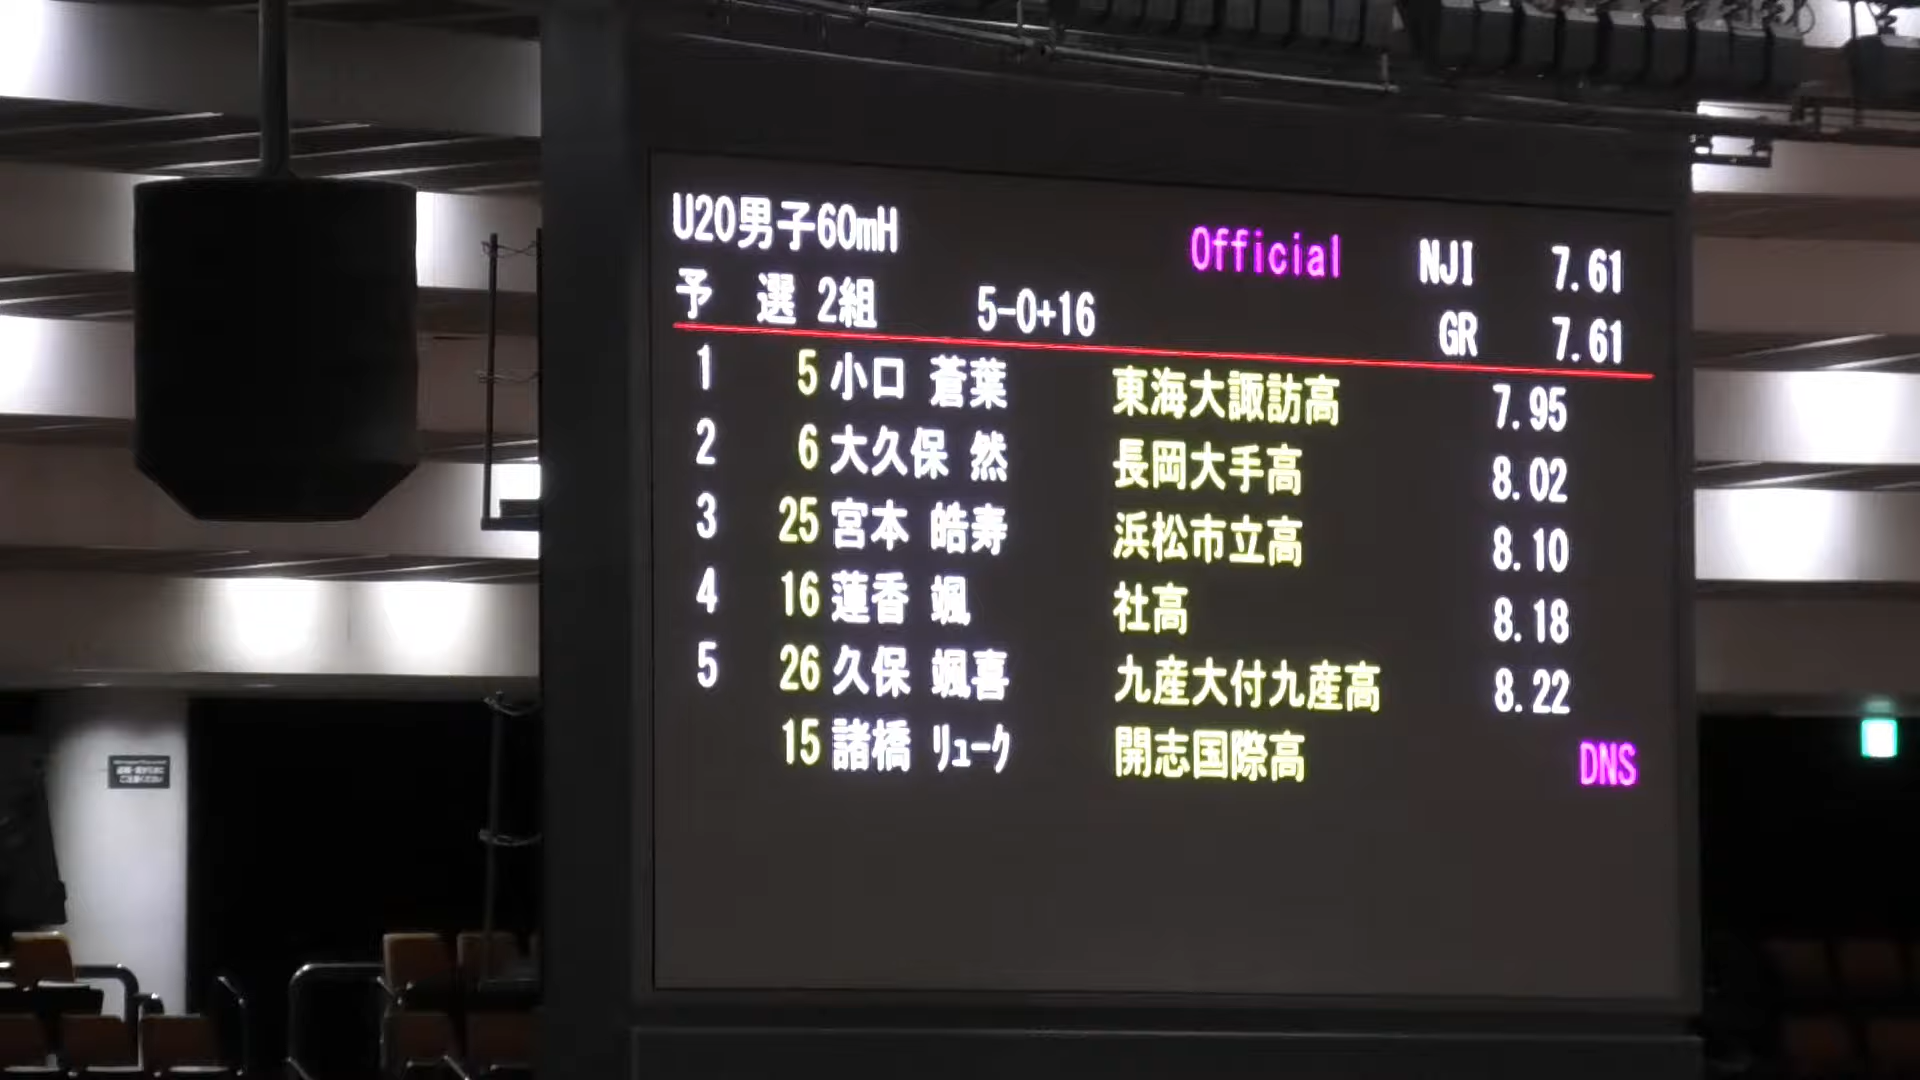 U20男子60mH Official NJI 7.61
予 選 2組 5-0+16 GR 7.61
1 5 小口 蒼葉 東海大諏訪高 7.95
2 6 大久保 然 長岡大手高 8.02
3 25 宮本 皓寿 浜松市立高 8.10
4 16 蓮香 颯 社高 8.18
5 26 久保 颯喜 九産大付九産高 8.22
15 諸橋 リューク 開志国際高 DNS